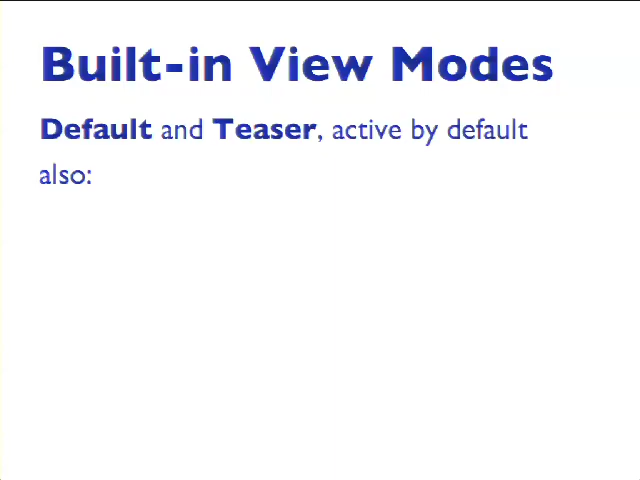 Built-in View Modes
Default and Teaser, active by default
also: